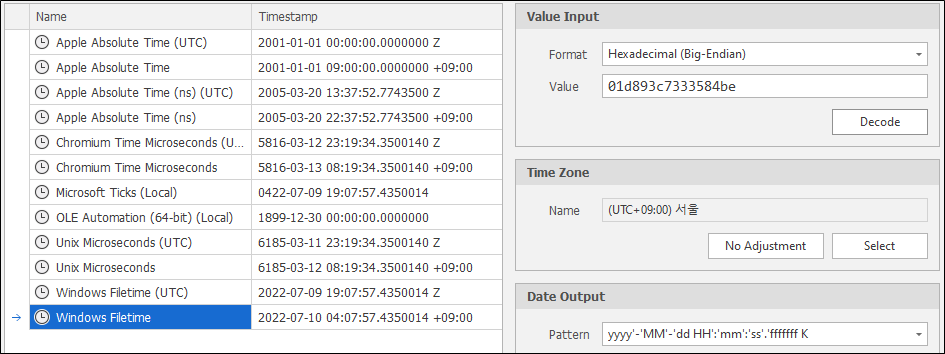 Name Timestamp
Apple Absolute Time (UTC) 2001-01-01 00:00:00.0000000 Z
Apple Absolute Time 2001-01-01 09:00:00.0000000 +09:00
Apple Absolute Time (ns) (UTC) 2005-03-20 13:37:52.7743500 Z
Apple Absolute Time (ns) 2005-03-20 22:37:52.7743500 +09:00
Chromium Time Microseconds (U... 5816-03-12 23:19:34.3500140 Z
Chromium Time Microseconds 5816-03-13 08:19:34.3500140 +09:00
Microsoft Ticks (Local) 0422-07-09 19:07:57.4350014
OLE Automation (64-bit) (Local) 1899-12-30 00:00:00.0000000
Unix Microseconds (UTC) 6185-03-11 23:19:34.3500140 Z
Unix Microseconds 6185-03-12 08:19:34.3500140 +09:00
Windows Filetime (UTC) 2022-07-09 19:07:57.4350014 Z
Windows Filetime 2022-07-10 04:07:57.4350014 +09:00
Value Input
Format Hexadecimal (Big-Endian)
Value 01d893c7333584be
Decode
Time Zone
Name (UTC+09:00) 서울
No Adjustment Select
Date Output
Pattern yyyy'-'MM'-'dd HH':'mm':'ss'.'fffffff K